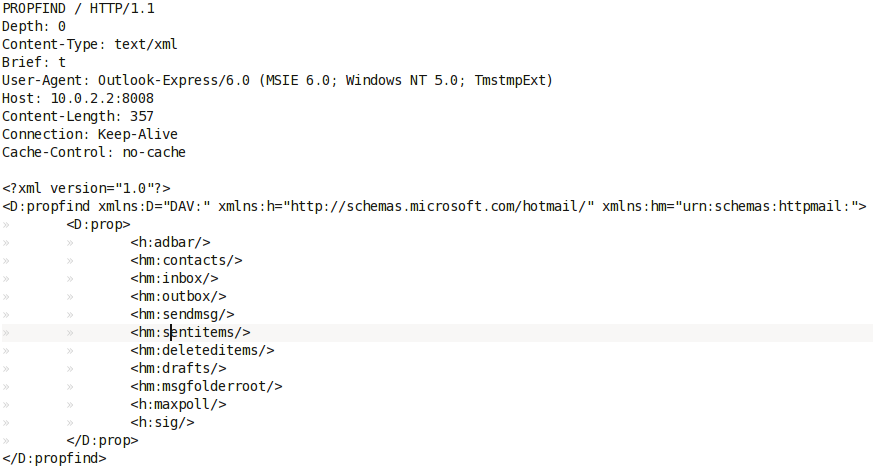 PROPFIND / HTTP/1.1
Depth: 0
Content-Type: text/xml
Brief: t
User-Agent: Outlook-Express/6.0 (MSIE 6.0; Windows NT 5.0; TmstmpExt)
Host: 10.0.2.2:8008
Content-Length: 357
Connection: Keep-Alive
Cache-Control: no-cache

<?xml version="1.0"?>
<D:propfind xmlns:D="DAV:" xmlns:h="http://schemas.microsoft.com/hotmail/" xmlns:hm="urn:schemas:httpmail:">
»	<D:prop>
»	»	<h:adbar/>
»	»	<hm:contacts/>
»	»	<hm:inbox/>
»	»	<hm:outbox/>
»	»	<hm:sendmsg/>
»	»	<hm:sentitems/>
»	»	<hm:deleteditems/>
»	»	<hm:drafts/>
»	»	<hm:msgfolderroot/>
»	»	<h:maxpoll/>
»	»	<h:sig/>
»	</D:prop>
</D:propfind>